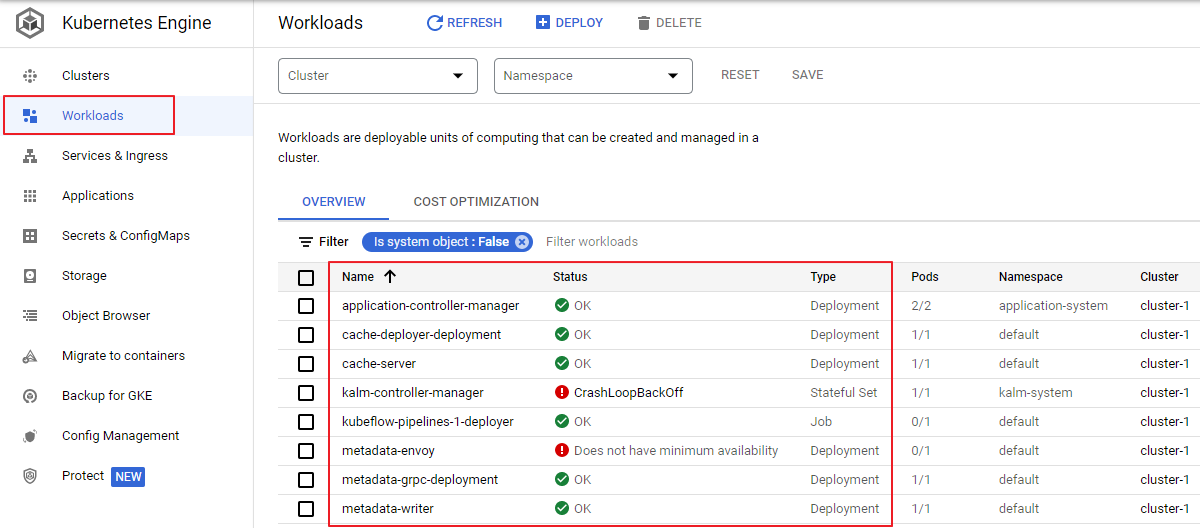 Kubernetes Engine
Clusters
Workloads
Services & Ingress
Applications
Secrets & ConfigMaps
Storage
Object Browser
Migrate to containers
Backup for GKE
Config Management
Protect NEW
Workloads REFRESH DEPLOY DELETE
Cluster Namespace RESET SAVE
Workloads are deployable units of computing that can be created and managed in a
cluster.
OVERVIEW COST OPTIMIZATION
Filter Is system object : False Filter workloads
Name Status Type Pods Namespace Cluster
application-controller-manager OK Deployment 2/2 application-system cluster-1
cache-deployer-deployment OK Deployment 1/1 default cluster-1
cache-server OK Deployment 1/1 default cluster-1
kalm-controller-manager CrashLoopBackOff Stateful Set 1/1 kalm-system cluster-1
kubeflow-pipelines-1-deployer OK Job 0/1 default cluster-1
metadata-envoy Does not have minimum availability Deployment 0/1 default cluster-1
metadata-grpc-deployment OK Deployment 1/1 default cluster-1
metadata-writer OK Deployment 1/1 default cluster-1